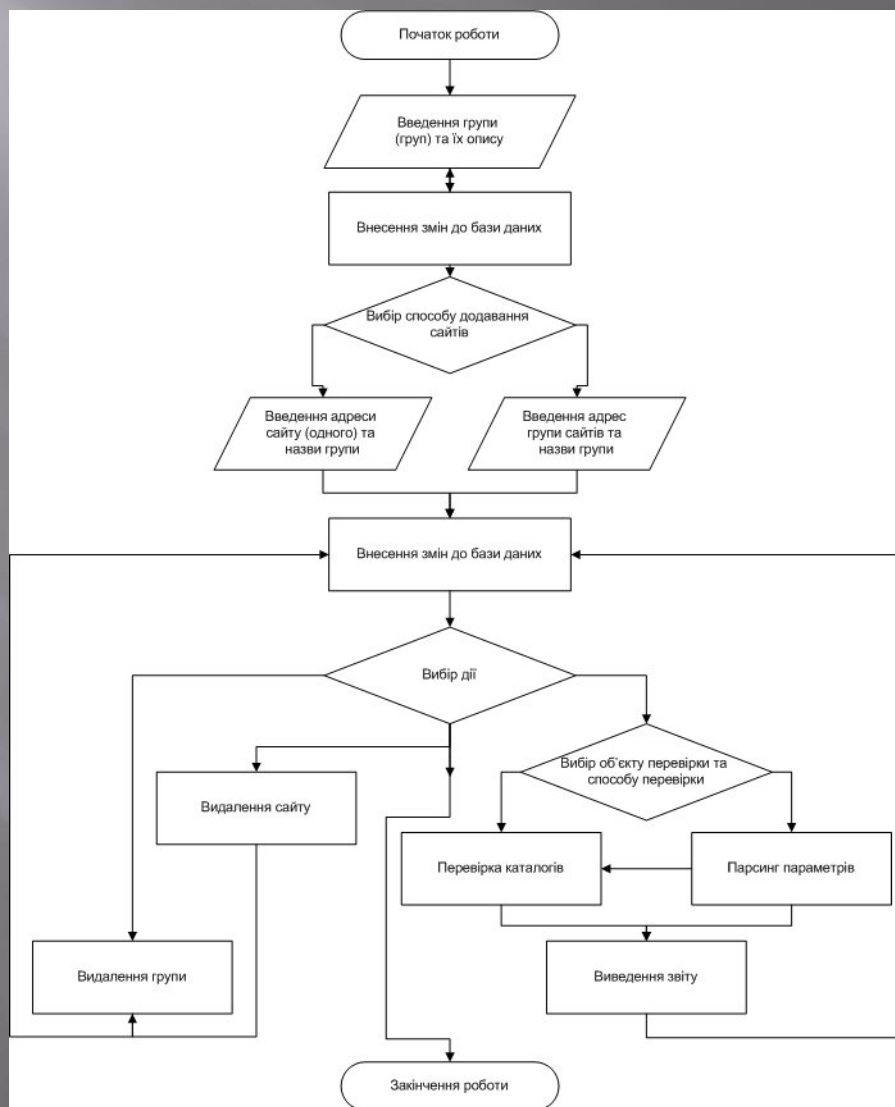 Початок роботи
Введення групи
(груп) та їх опису
Внесення змін до бази даних
Вибір способу додавання
сайтів
Введення адреси
сайту (одного) та
назви групи
Введення адрес
групи сайтів та
назви групи
Внесення змін до бази даних
Вибір дії
Вибір об'єкту перевірки та
способу перевірки
Видалення сайту
Перевірка каталогів
Парсинг параметрів
Видалення групи
Виведення звіту
Закінчення роботи